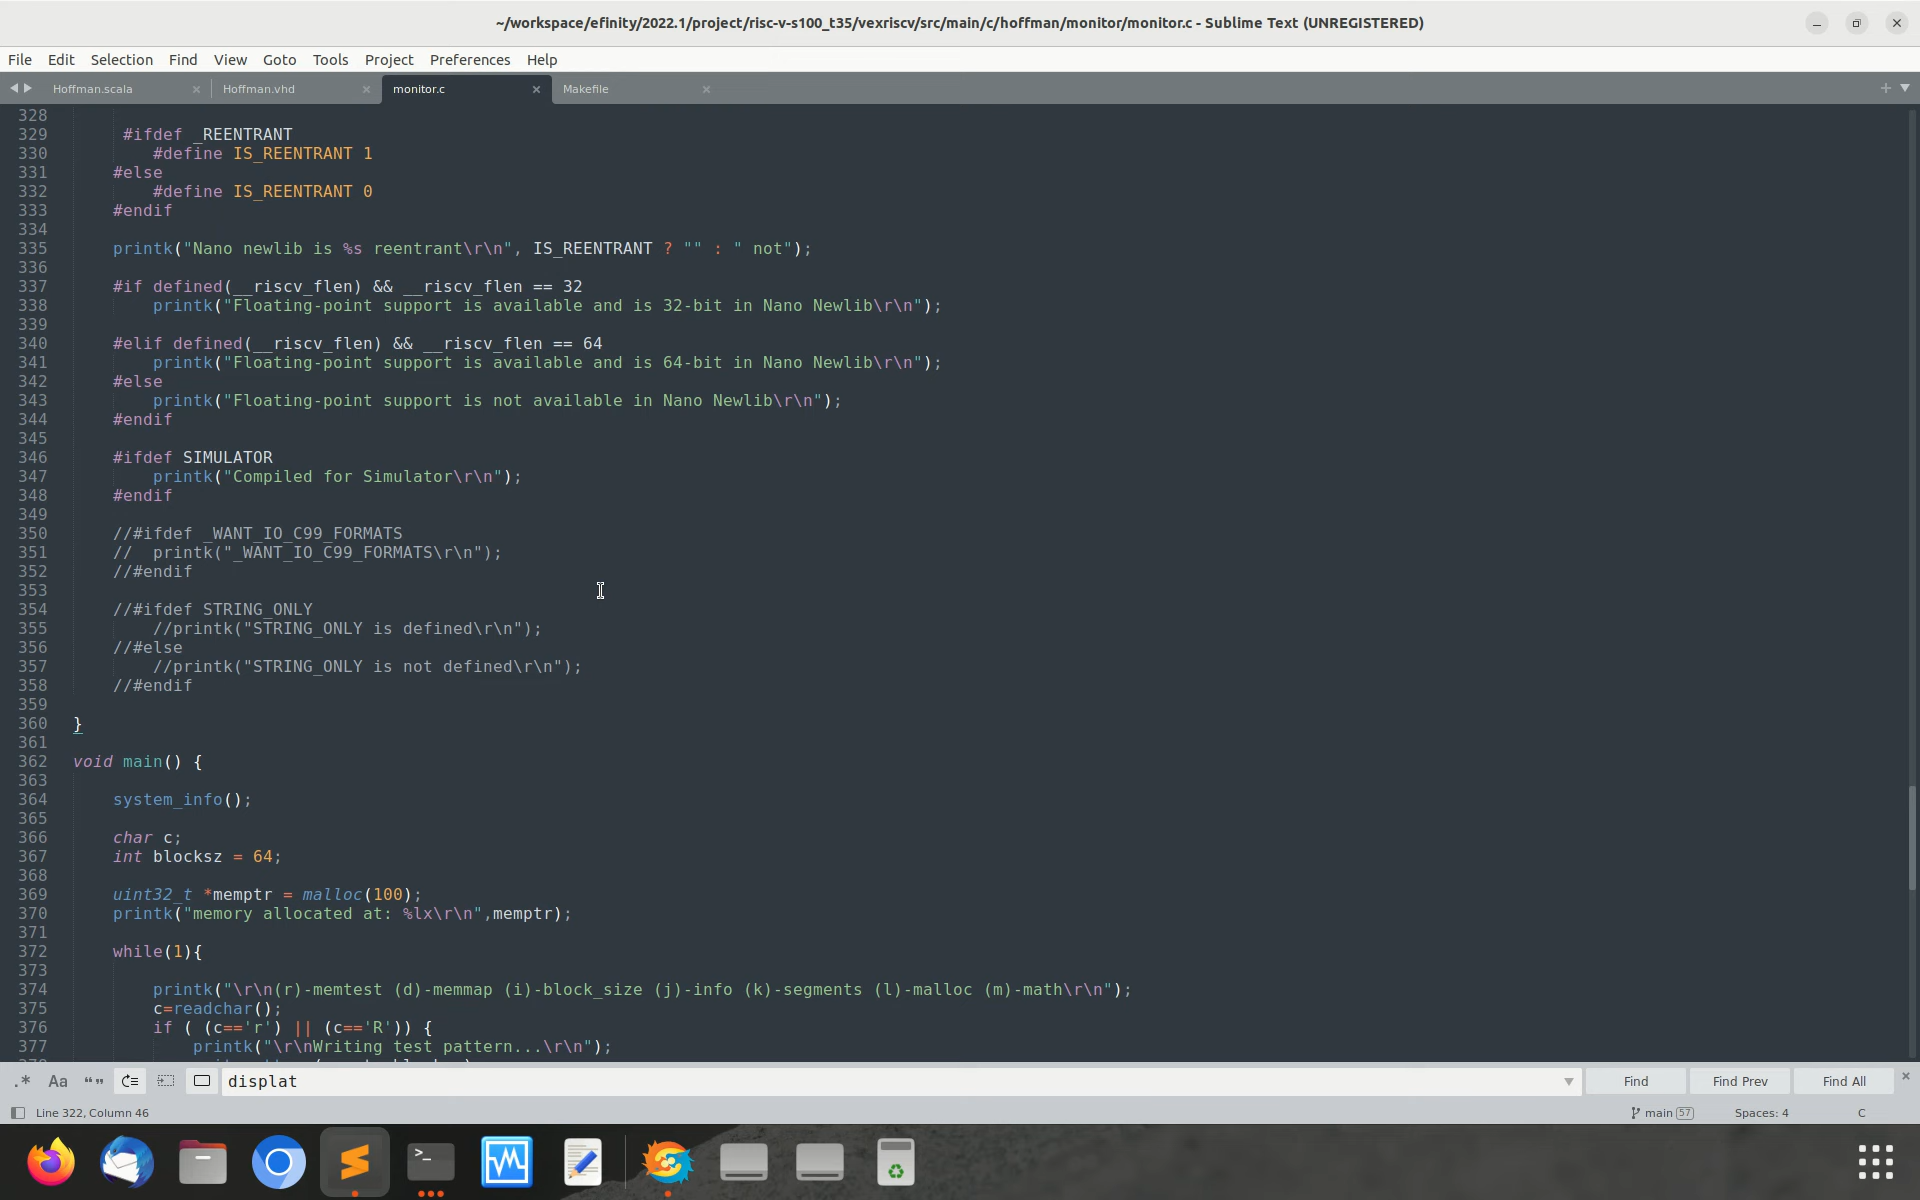 ~/workspace/efinity/2022.1/project/risc-v-s100_t35/vexriscv/src/main/c/hoffman/monitor/monitor.c - Sublime Text (UNREGISTERED)
File Edit Selection Find View Goto Tools Project Preferences Help
Hoffman.scala Hoffman.vhd monitor.c Makefile
328
329 #ifdef _REENTRANT
330 #define IS_REENTRANT 1
331 #else
332 #define IS_REENTRANT 0
333 #endif
334
335 printk("Nano newlib is %s reentrant\r\n", IS_REENTRANT ? "" : " not");
336
337 #if defined(__riscv_flen) && __riscv_flen == 32
338 printk("Floating-point support is available and is 32-bit in Nano Newlib\r\n");
339
340 #elif defined(__riscv_flen) && __riscv_flen == 64
341 printk("Floating-point support is available and is 64-bit in Nano Newlib\r\n");
342 #else
343 printk("Floating-point support is not available in Nano Newlib\r\n");
344 #endif
345
346 #ifdef SIMULATOR
347 printk("Compiled for Simulator\r\n");
348 #endif
349
350 //#ifdef _WANT_IO_C99_FORMATS
351 // printk("_WANT_IO_C99_FORMATS\r\n");
352 //#endif
353
354 //#ifdef STRING_ONLY
355 //printk("STRING_ONLY is defined\r\n");
356 //#else
357 //printk("STRING_ONLY is not defined\r\n");
358 //#endif
359
360 }
361
362 void main() {
363
364 system_info();
365
366 char c;
367 int blocksz = 64;
368
369 uint32_t *memptr = malloc(100);
370 printk("memory allocated at: %lx\r\n",memptr);
371
372 while(1){
373
374 printk("\r\n(r)-memtest (d)-memmap (i)-block_size (j)-info (k)-segments (l)-malloc (m)-math\r\n");
375 c=readchar();
376 if ( (c=='r') || (c=='R')) {
377 printk("\r\nWriting test pattern...\r\n");
.* Aa “” displat Find Find Prev Find All
Line 322, Column 46 main 57 Spaces: 4 C